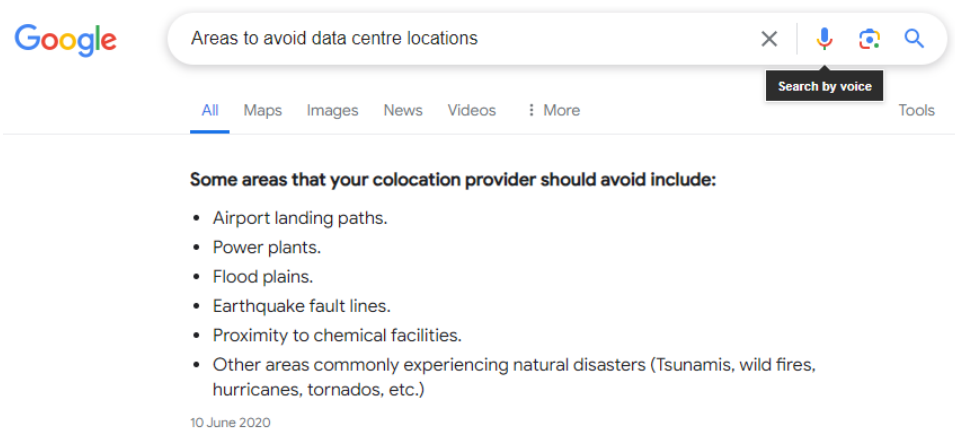 Google
Areas to avoid data centre locations
Search by voice
All Maps Images News Videos More Tools
Some areas that your colocation provider should avoid include:
• Airport landing paths.
• Power plants.
• Flood plains.
• Earthquake fault lines.
• Proximity to chemical facilities.
• Other areas commonly experiencing natural disasters (Tsunamis, wild fires,
hurricanes, tornados, etc.)
10 June 2020